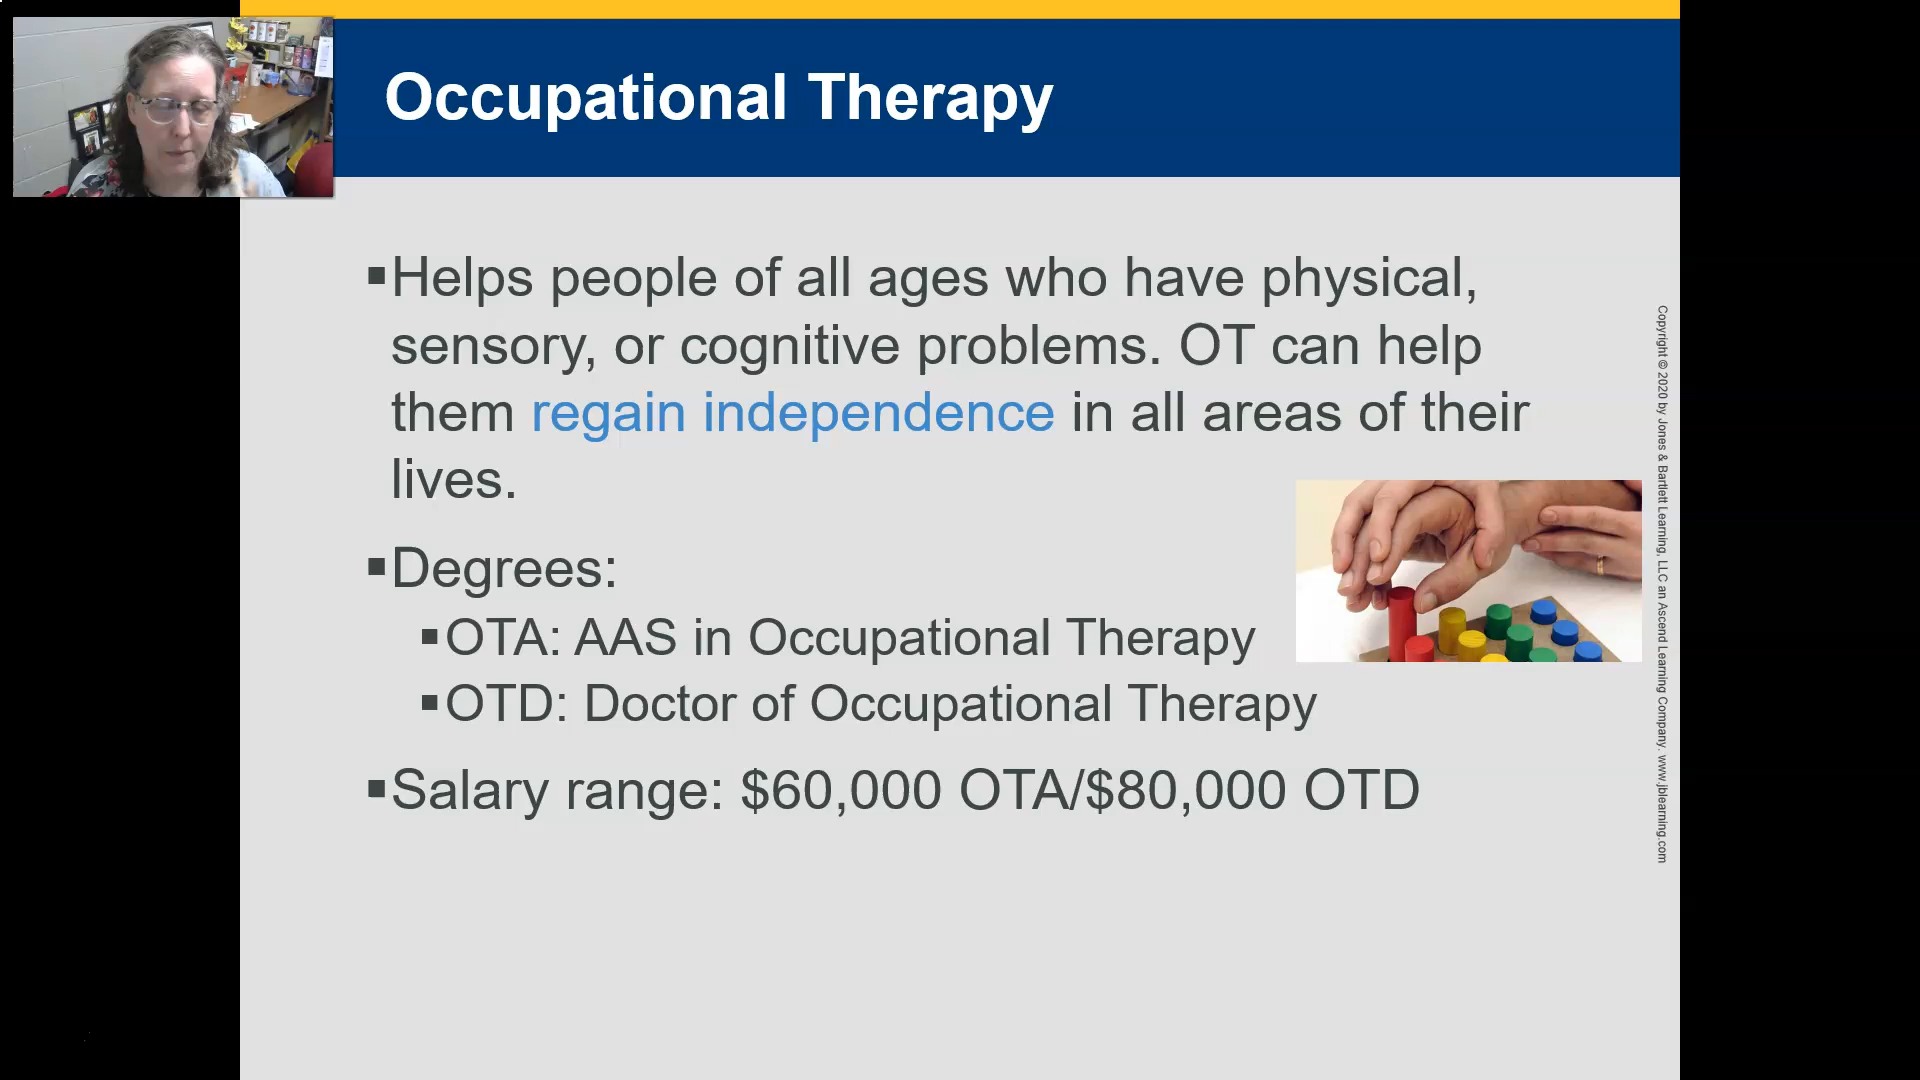 Occupational Therapy
▪Helps people of all ages who have physical,
sensory, or cognitive problems. OT can help
them regain independence in all areas of their
lives.
▪Degrees:
▪OTA: AAS in Occupational Therapy
▪OTD: Doctor of Occupational Therapy
▪Salary range: $60,000 OTA/$80,000 OTD
Copyright © 2020 by Jones & Bartlett Learning, LLC an Ascend Learning Company. www.jblearning.com